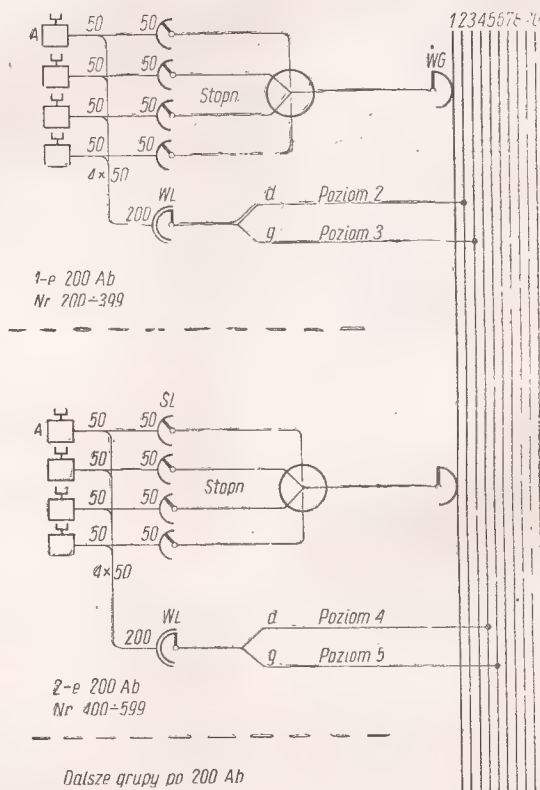 12345678
A 50 50
WG
50 50
Stopn.
50 50
50 50
4×50
WL
200
d Poziom 2
g Poziom 3
1-e 200 Ab
Nr 200÷399
SL
A 50 50
50 50
Stopn
50 50
50 50
4×50
WL
200
d Poziom 4
g Poziom 5
2-e 200 Ab
Nr 400÷599
Dalsze grupy po 200 Ab